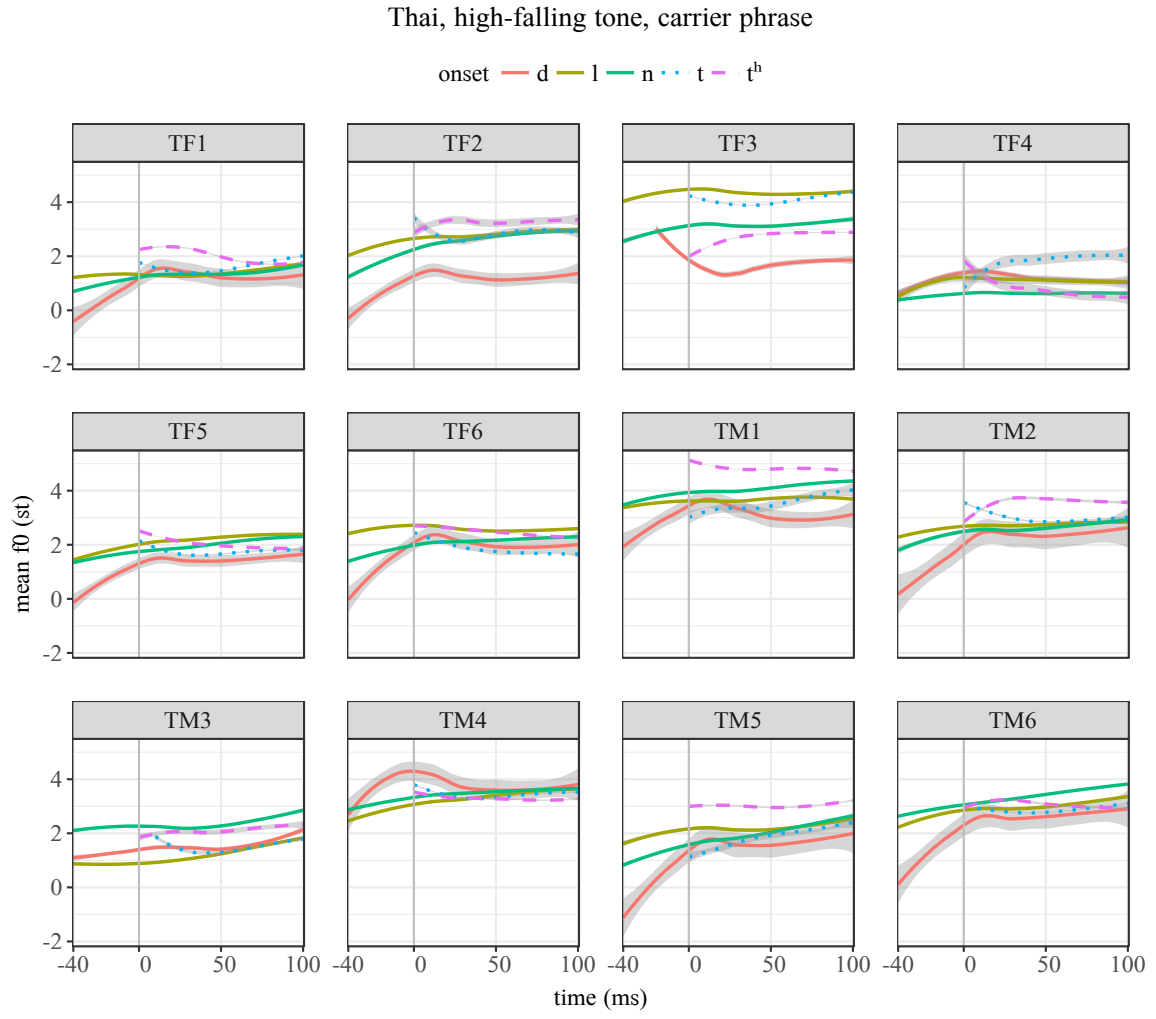 Thai, high-falling tone, carrier phrase
onset d l n t tʰ
TF1 TF2 TF3 TF4
4
2
0
-2
TF5 TF6 TM1 TM2
4
2
0
-2
mean f0 (st)
TM3 TM4 TM5 TM6
4
2
0
-2
-40 0 50 100 -40 0 50 100 -40 0 50 100 -40 0 50 100
time (ms)